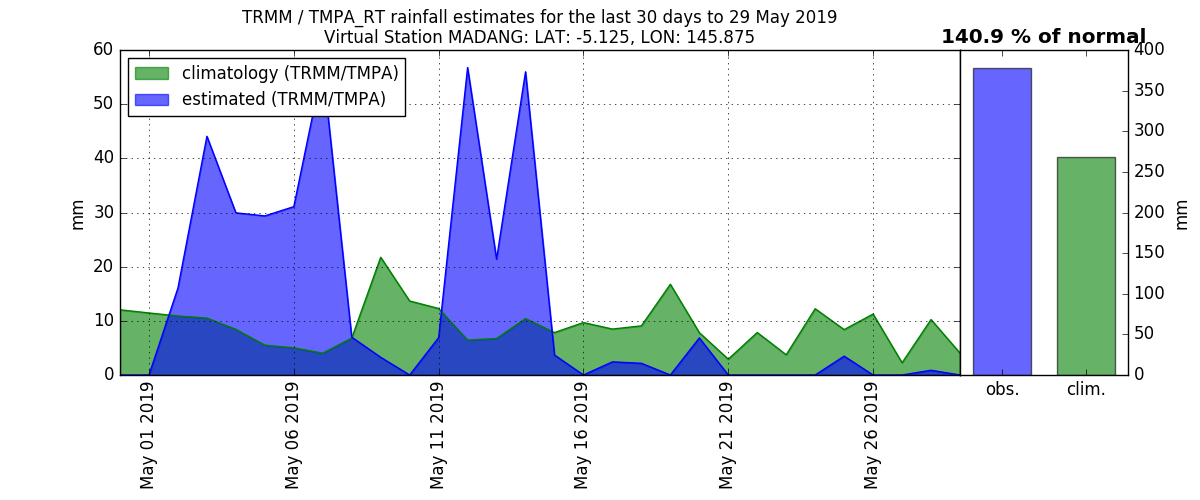 TRMM / TMPA_RT rainfall estimates for the last 30 days to 29 May 2019
Virtual Station MADANG: LAT: -5.125, LON: 145.875
140.9 % of normal
climatology (TRMM/TMPA)
estimated (TRMM/TMPA)
60
50
40
30
20
10
0
mm
May 01 2019
May 06 2019
May 11 2019
May 16 2019
May 21 2019
May 26 2019
obs.
clim.
400
350
300
250
200
150
100
50
0
mm